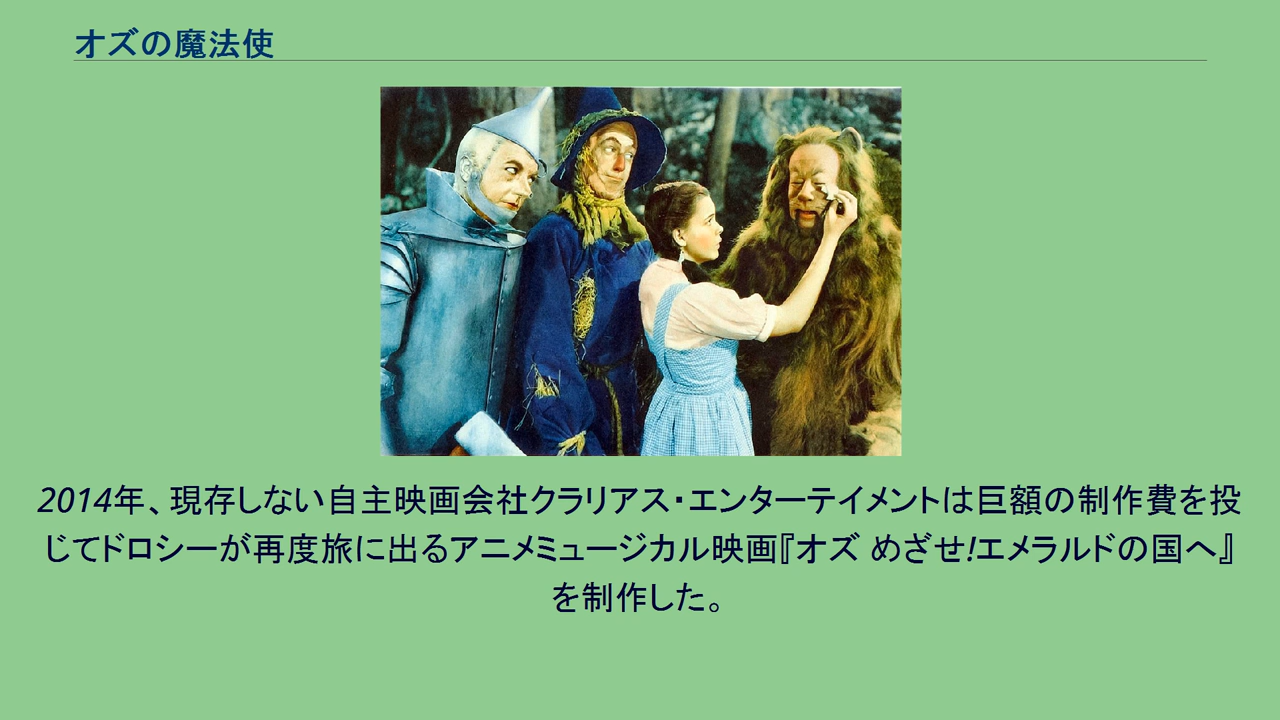 オズの魔法使
2014年、現存しない自主映画会社クラリアス・エンターテイメントは巨額の制作費を投
じてドロシーが再度旅に出るアニメミュージカル映画『オズ めざせ!エメラルドの国へ』
を制作した。